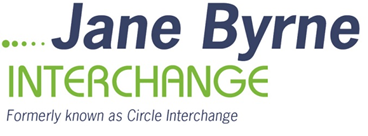 Jane Byrne
INTERCHANGE
Formerly known as Circle Interchange